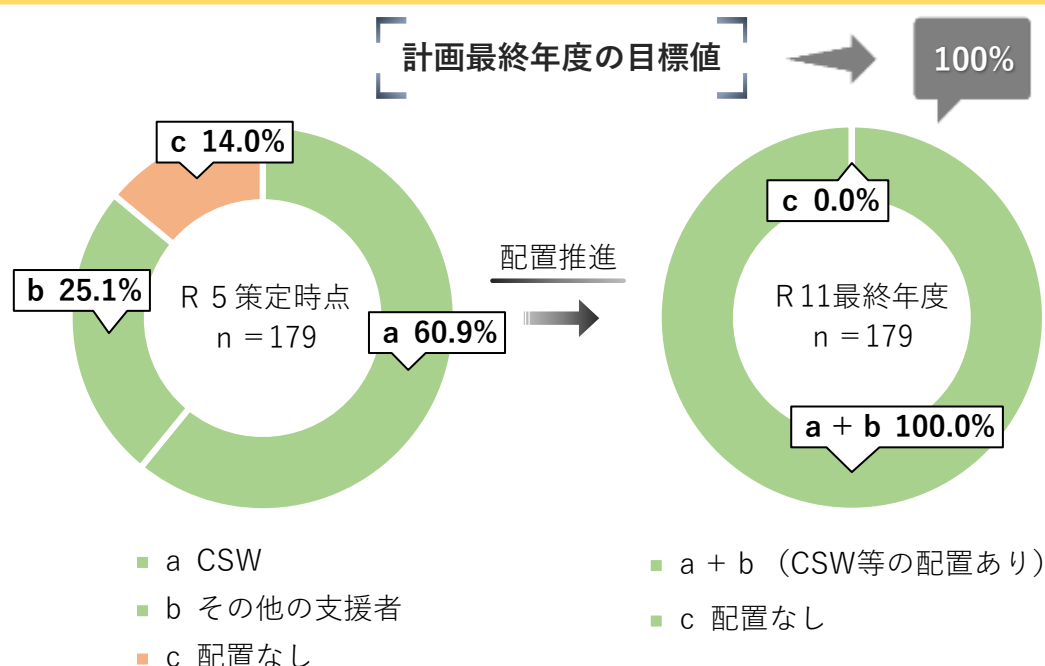 計画最終年度の目標値
100%
c 14.0%
b 25.1%
a 60.9%
R 5策定時点
n =179
配置推進
c 0.0%
R11最終年度
n =179
a + b 100.0%
a CSW
b その他の支援者
c 配置なし
a + b （CSW等の配置あり）
c 配置なし